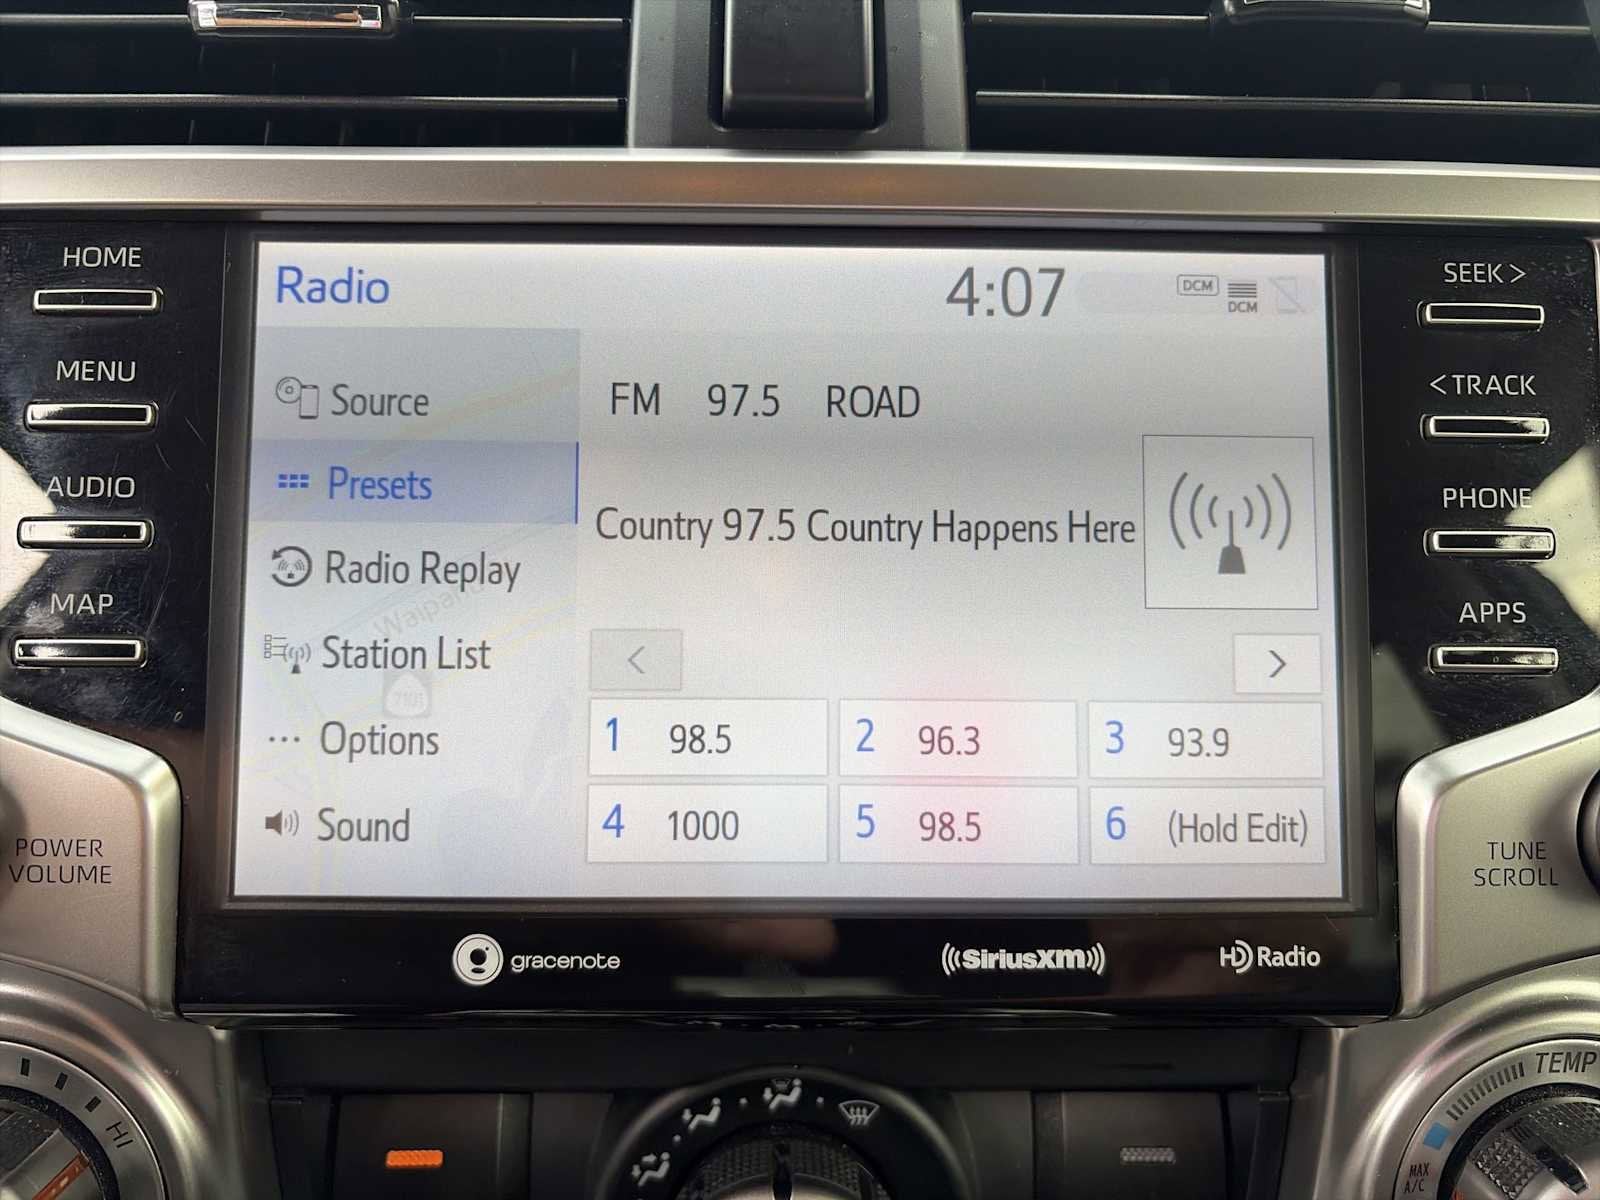 HOME
MENU
AUDIO
MAP
POWER
VOLUME
Radio
4:07
DCM
DCM
Source
Presets
Radio Replay
Station List
Options
Sound
FM 97.5 ROAD
Country 97.5 Country Happens Here
<
>
1 98.5
2 96.3
3 93.9
4 1000
5 98.5
6 (Hold Edit)
SEEK >
< TRACK
PHONE
APPS
TUNE
SCROLL
gracenote
((SiriusXM))
HD Radio
HI
TEMP
MAX
A/C